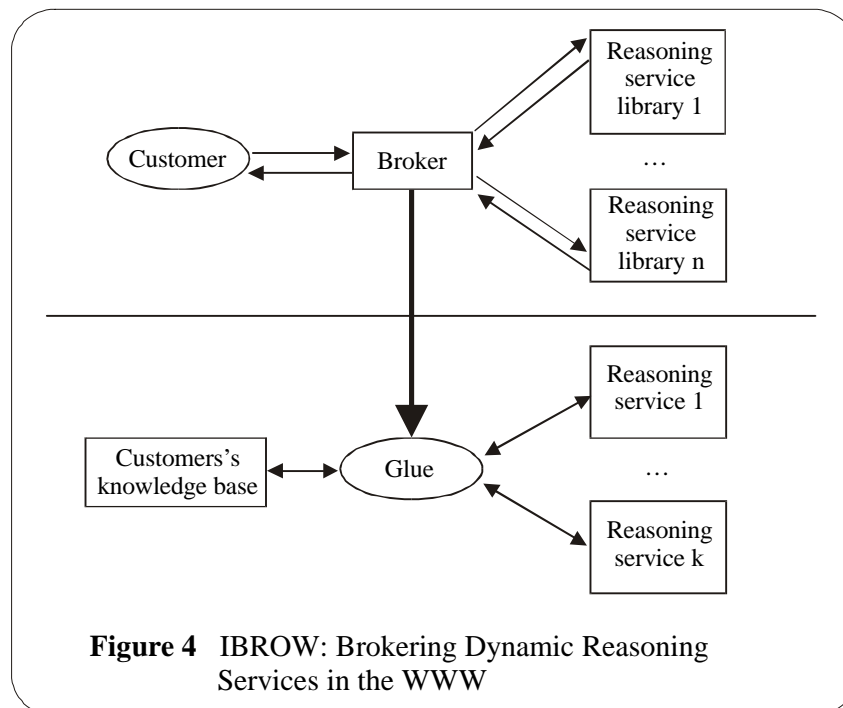 Reasoning
service
library 1
Customer
Broker
...
Reasoning
service
library n
Reasoning
service 1
Customers's
knowledge base
Glue
...
Reasoning
service k
Figure 4 IBROW: Brokering Dynamic Reasoning
Services in the WWW